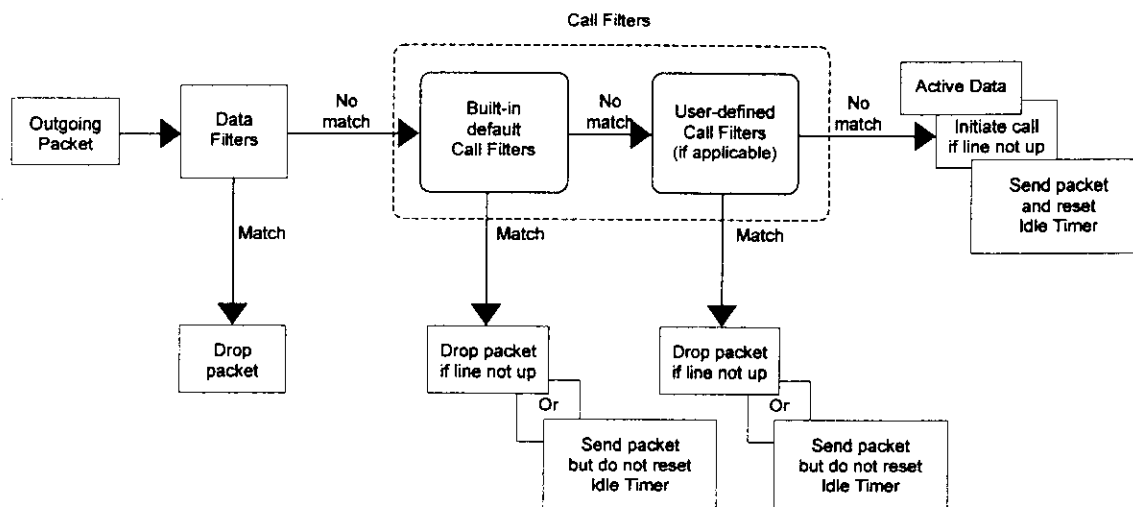 Call Filters
Outgoing
Packet
Data
Filters
No
match
Built-in
default
Call Filters
No
match
User-defined
Call Filters
(if applicable)
No
match
Active Data
Initiate call
if line not up
Send packet
and reset
Idle Timer
Match
Match
Match
Drop
packet
Drop packet
if line not up
Or
Send packet
but do not reset
Idle Timer
Drop packet
if line not up
Or
Send packet
but do not reset
Idle Timer